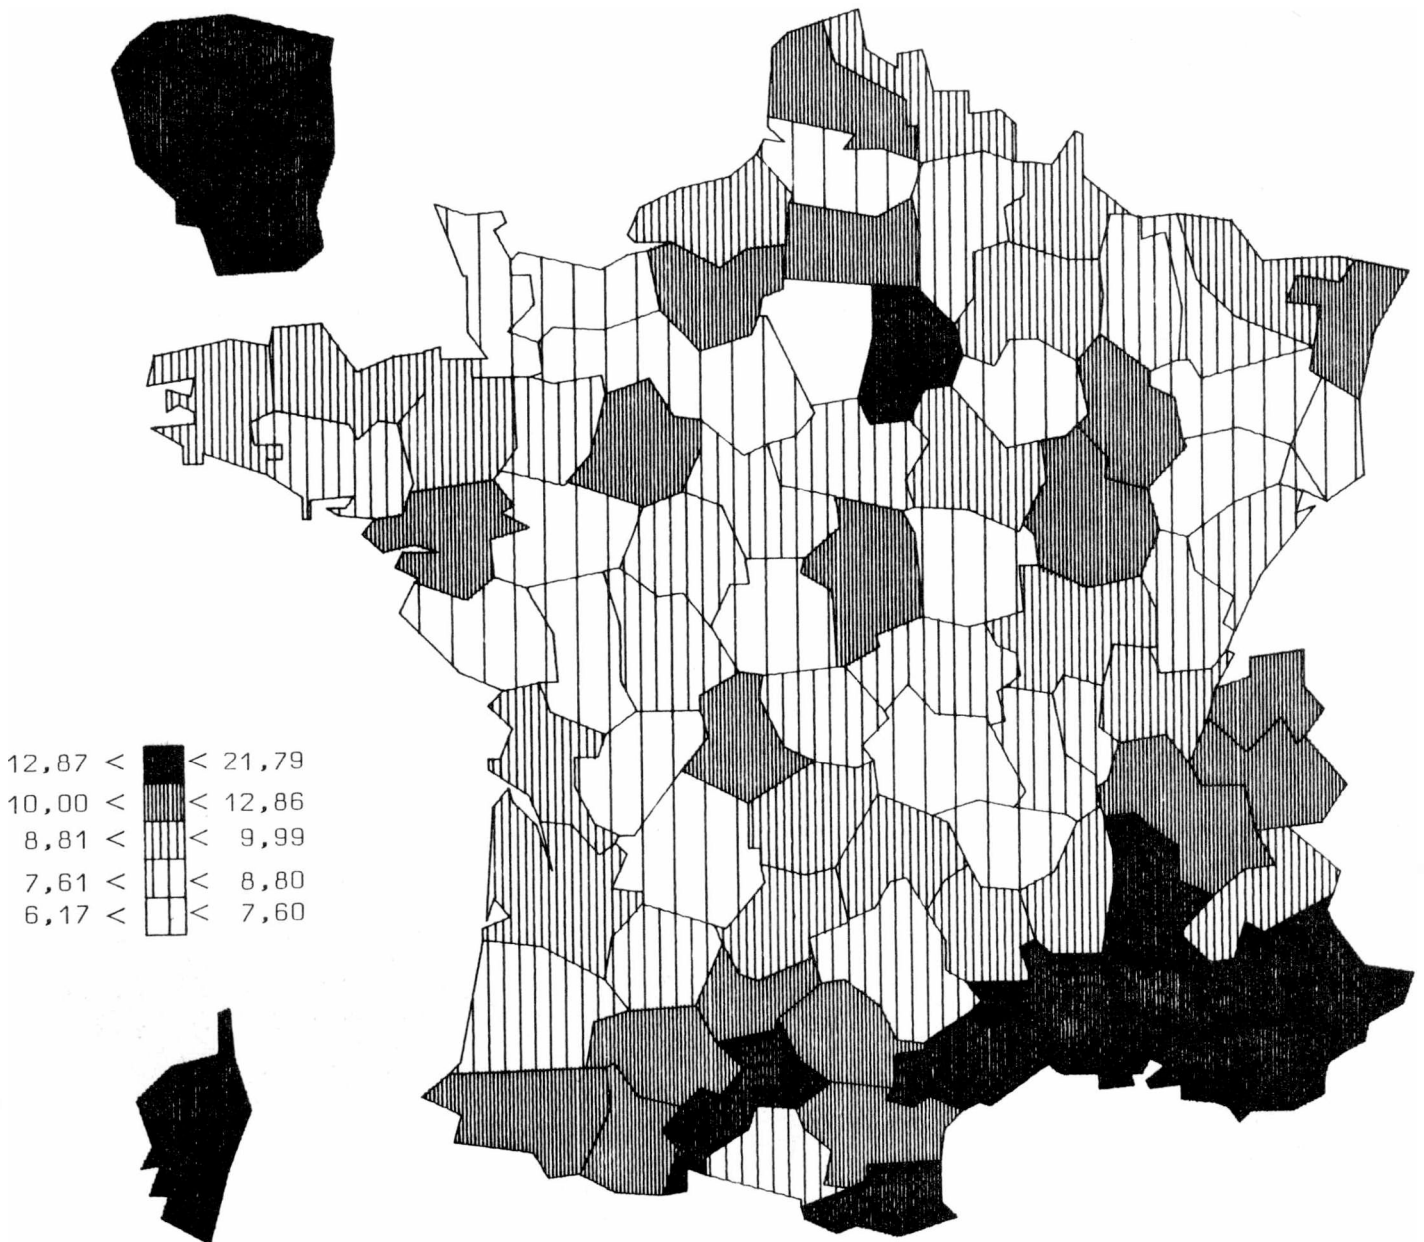 12,87 < < 21,79
10,00 < < 12,86
8,81 < < 9,99
7,61 < < 8,80
6,17 < < 7,60